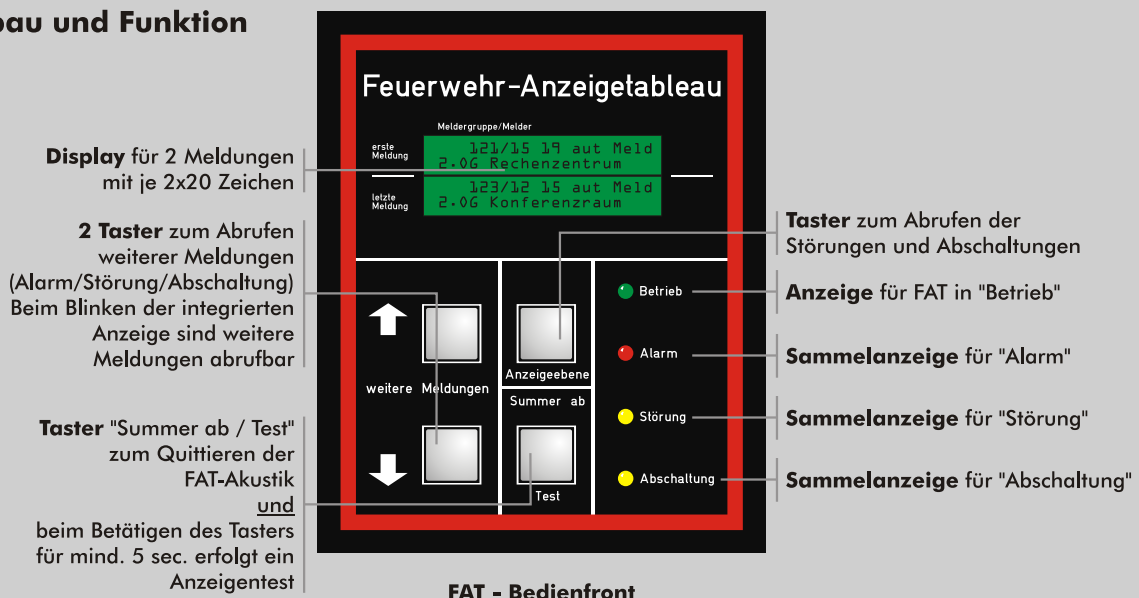 bau und Funktion
Feuerwehr-Anzeigetableau
Meldergruppe/Melder
erste
Meldung
121/15 19 aut Meld
2.OG Rechenzentrum
letzte
Meldung
123/12 15 aut Meld
2.OG Konferenzraum
Display für 2 Meldungen
mit je 2x20 Zeichen
2 Taster zum Abrufen
weiterer Meldungen
(Alarm/Störung/Abschaltung)
Beim Blinken der integrierten
Anzeige sind weitere
Meldungen abrufbar
Taster "Summer ab / Test"
zum Quittieren der
FAT-Akustik
und
beim Betätigen des Tasters
für mind. 5 sec. erfolgt ein
Anzeigentest
weitere Meldungen
Anzeigeebene
Summer ab
Test
Betrieb
Alarm
Störung
Abschaltung
Taster zum Abrufen der
Störungen und Abschaltungen
Anzeige für FAT in "Betrieb"
Sammelanzeige für "Alarm"
Sammelanzeige für "Störung"
Sammelanzeige für "Abschaltung"
FAT - Bedienfront